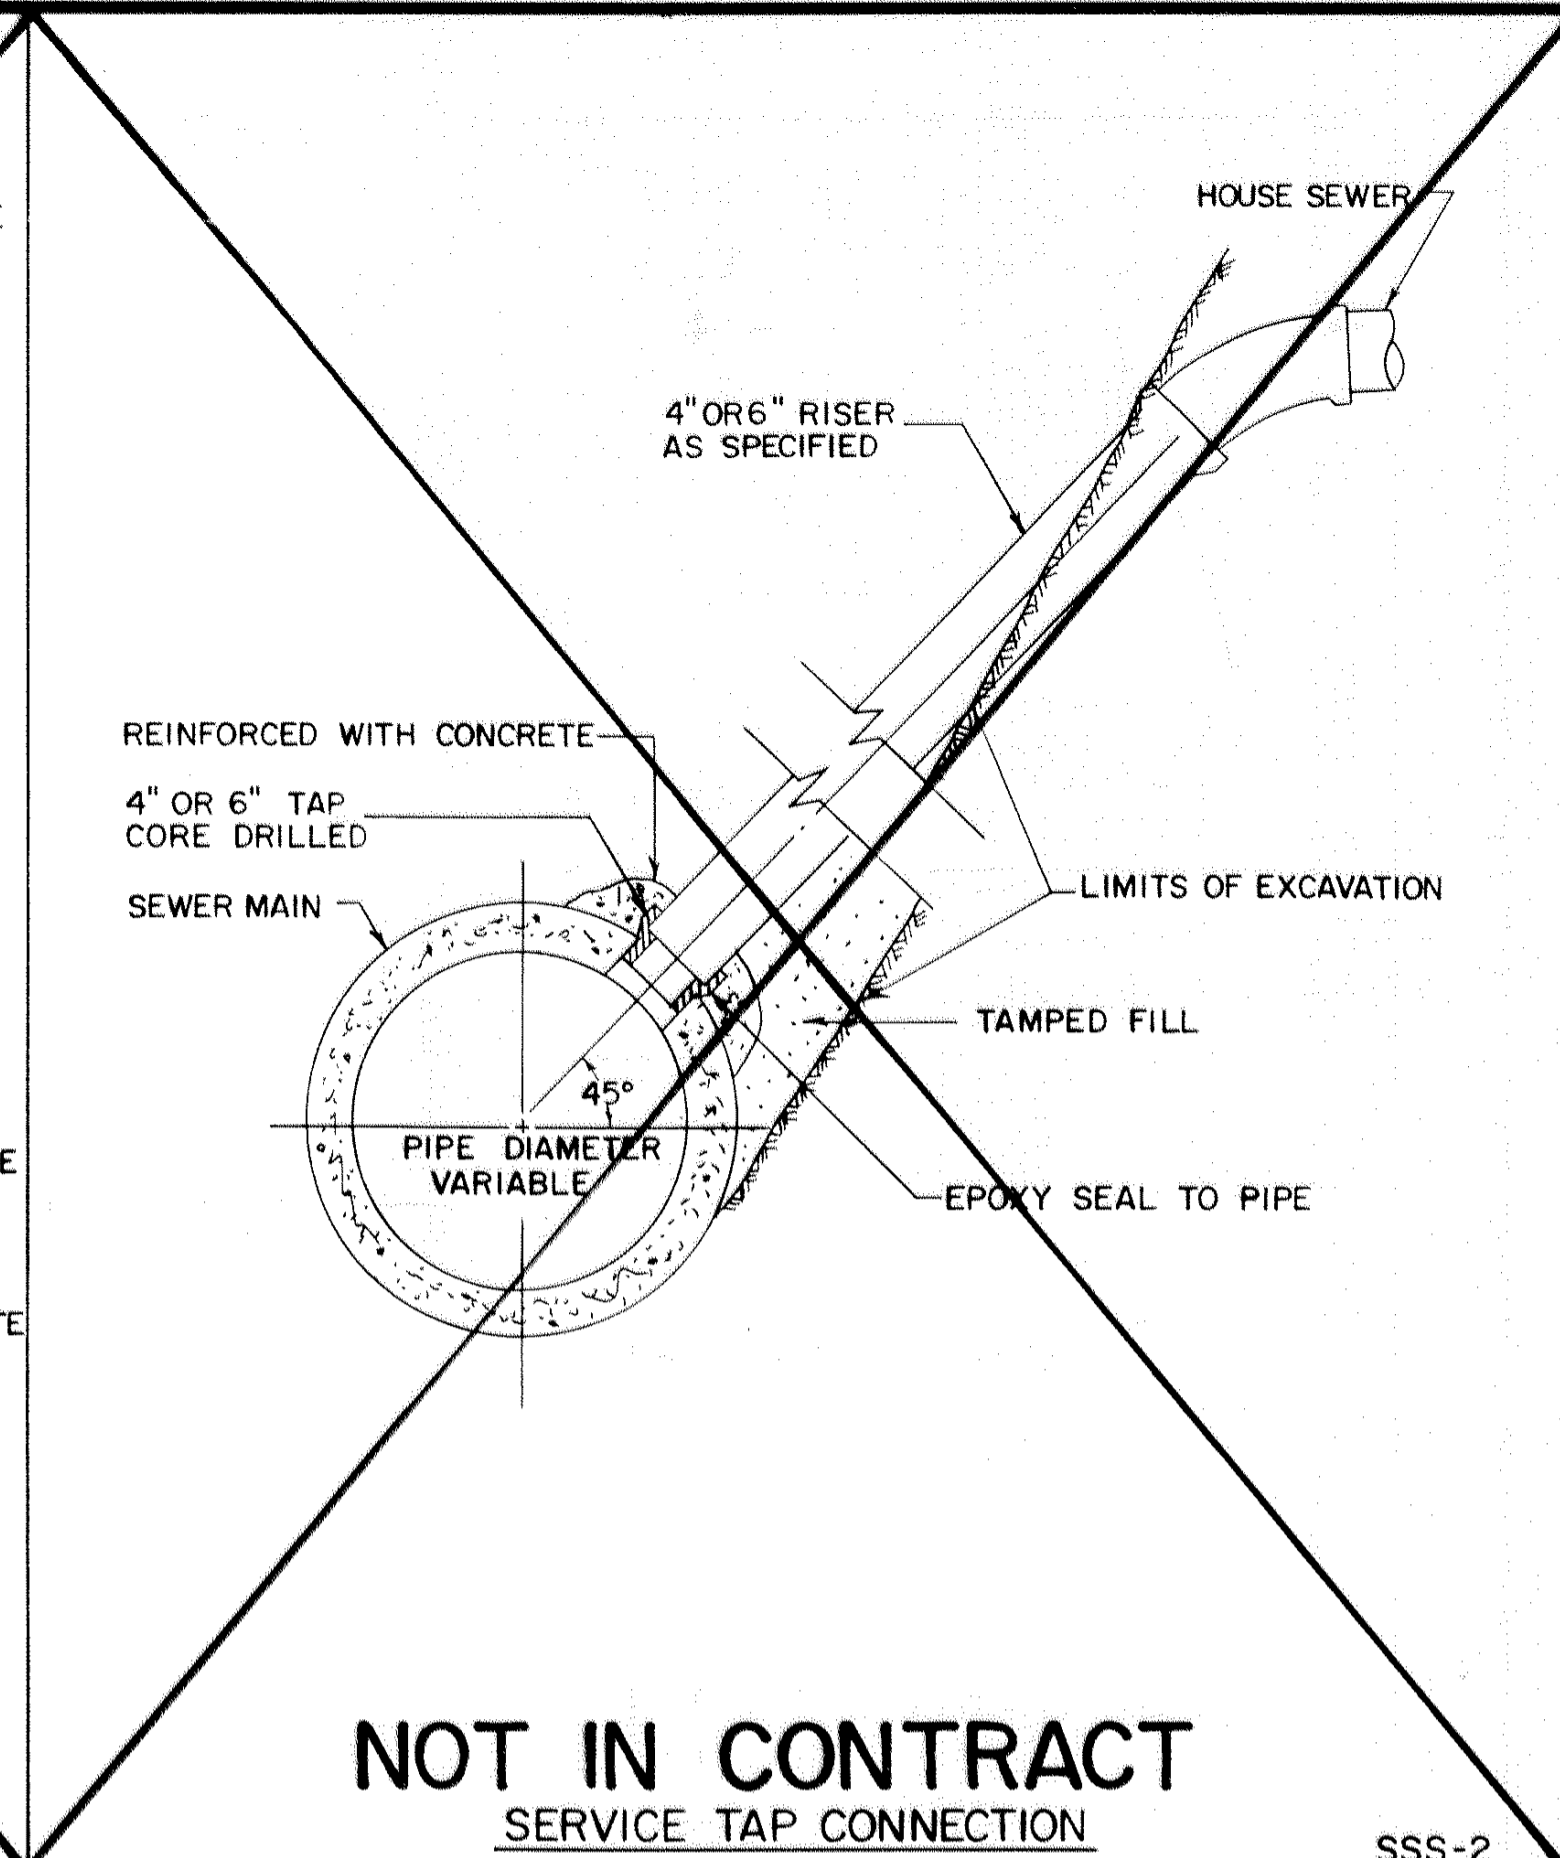 HOUSE SEWER
4" OR 6" RISER
AS SPECIFIED
REINFORCED WITH CONCRETE
4" OR 6" TAP
CORE DRILLED
SEWER MAIN
LIMITS OF EXCAVATION
TAMPED FILL
45°
PIPE DIAMETER
VARIABLE
EPOXY SEAL TO PIPE
E
TE
NOT IN CONTRACT
SERVICE TAP CONNECTION
SSS-2